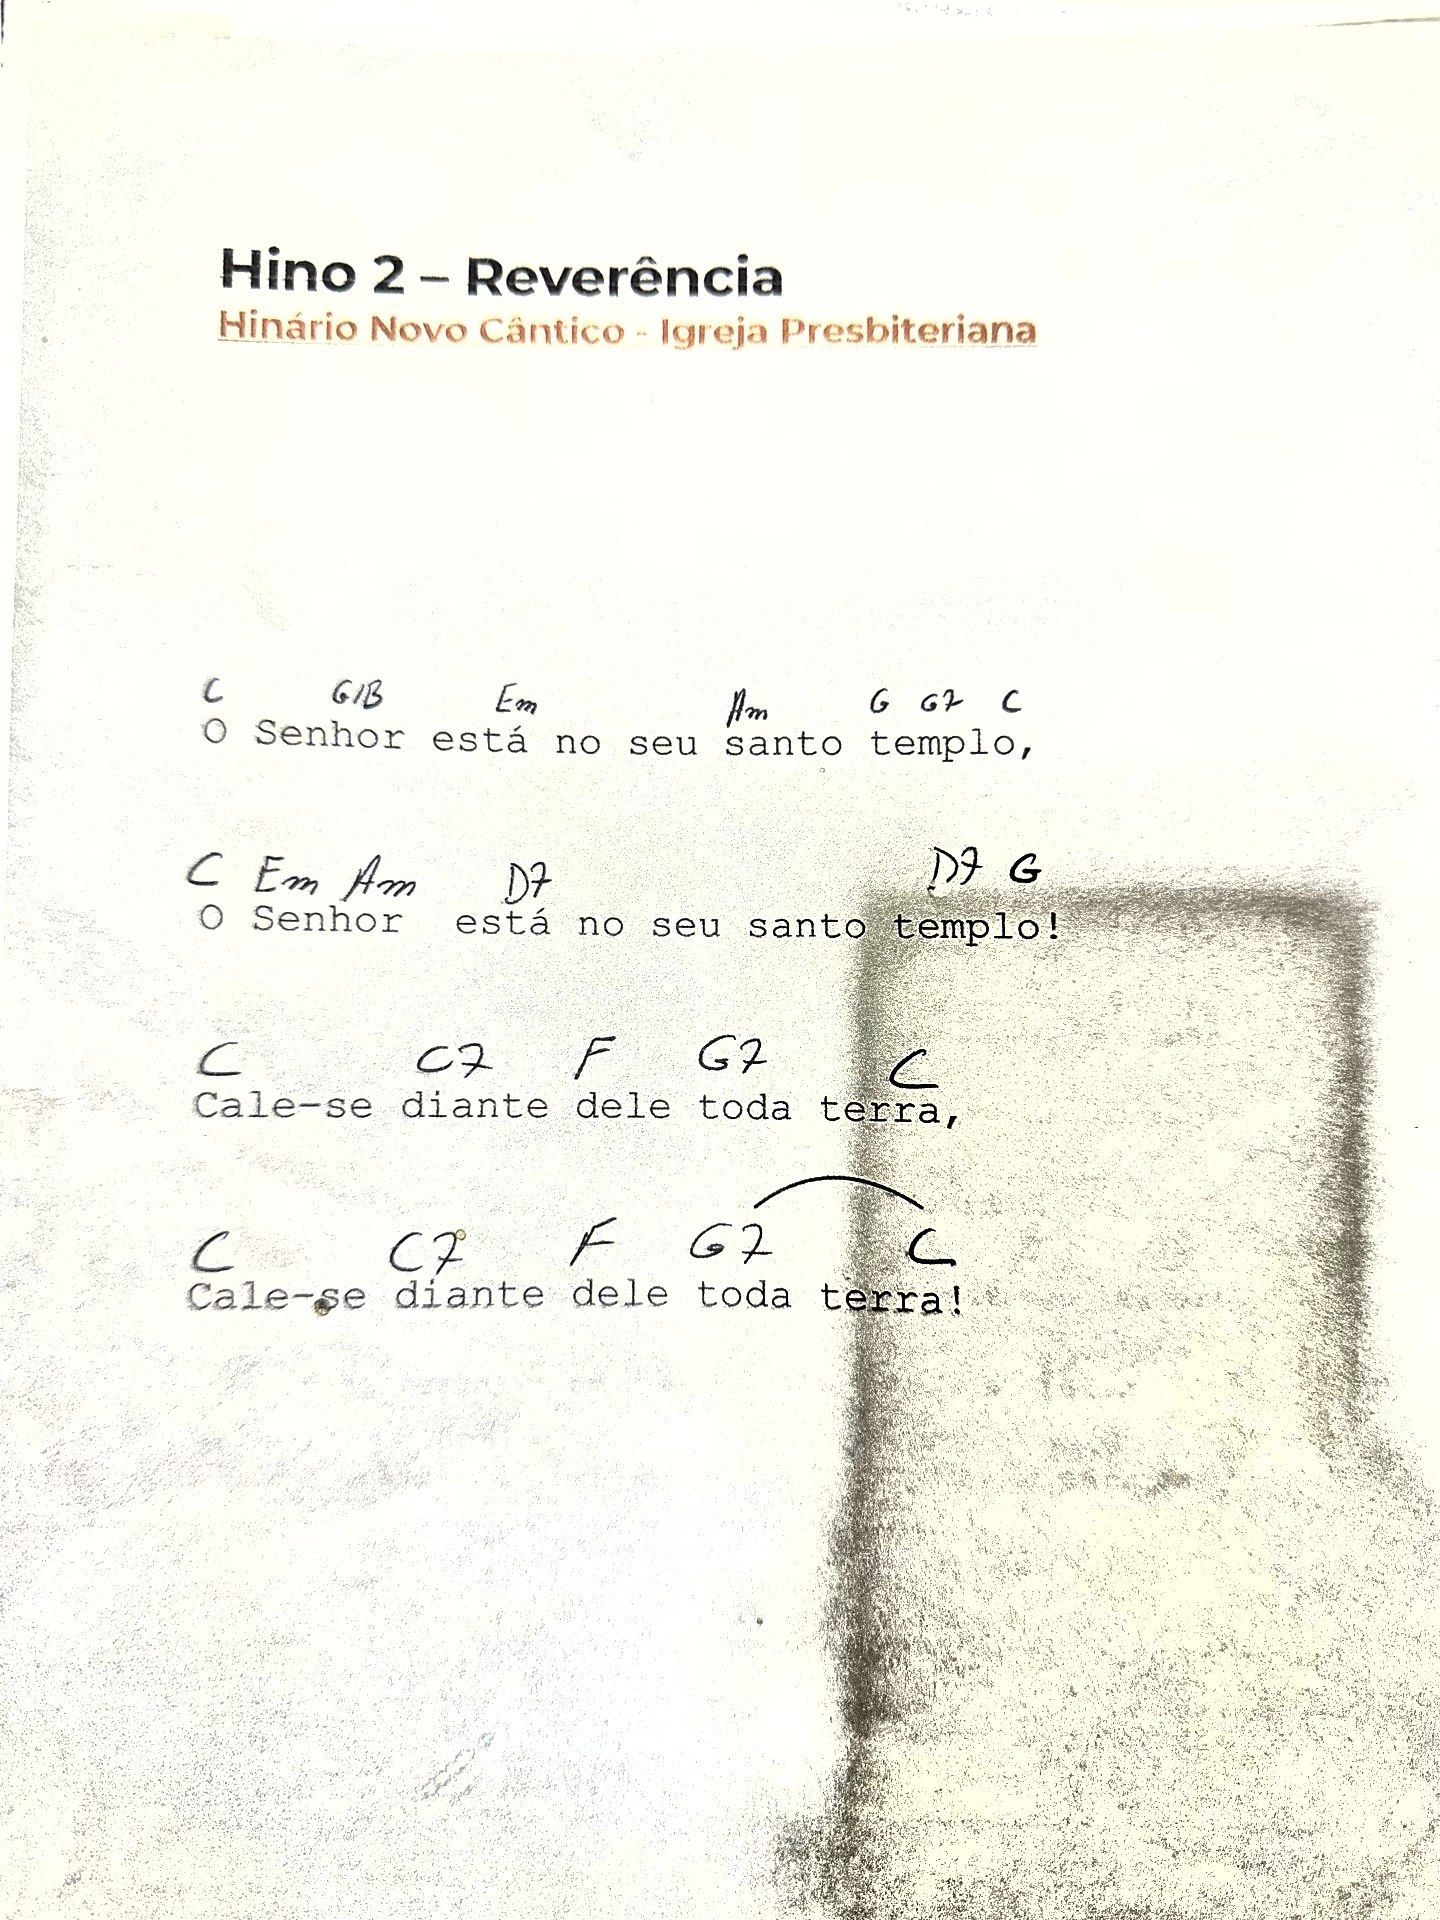 Hino 2 – Reverência
Hinário Novo Cântico - Igreja Presbiteriana
C G/B Em Am G G7 C
O Senhor está no seu santo templo,
C Em Am D7 D7 G
O Senhor está no seu santo templo!
C C7 F G7 C
Cale-se diante dele toda terra,
C C7 F G7 C
Cale-se diante dele toda terra!